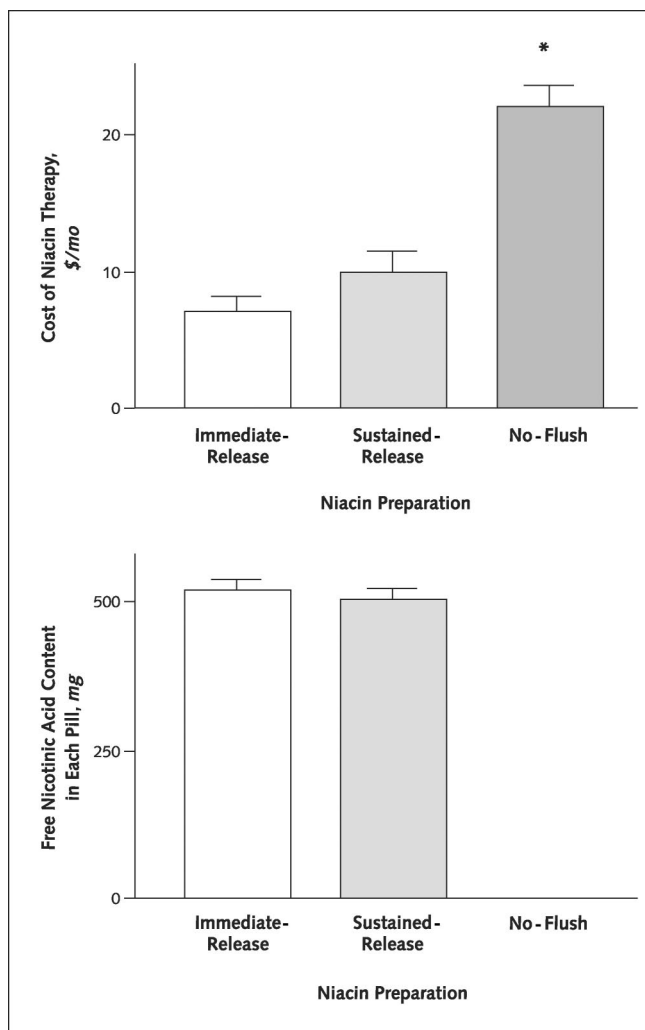 *
Cost of Niacin Therapy,
$/mo
20
10
0
Immediate-
Release
Sustained-
Release
No-Flush
Niacin Preparation
Free Nicotinic Acid Content
in Each Pill, mg
500
250
0
Immediate-
Release
Sustained-
Release
No-Flush
Niacin Preparation